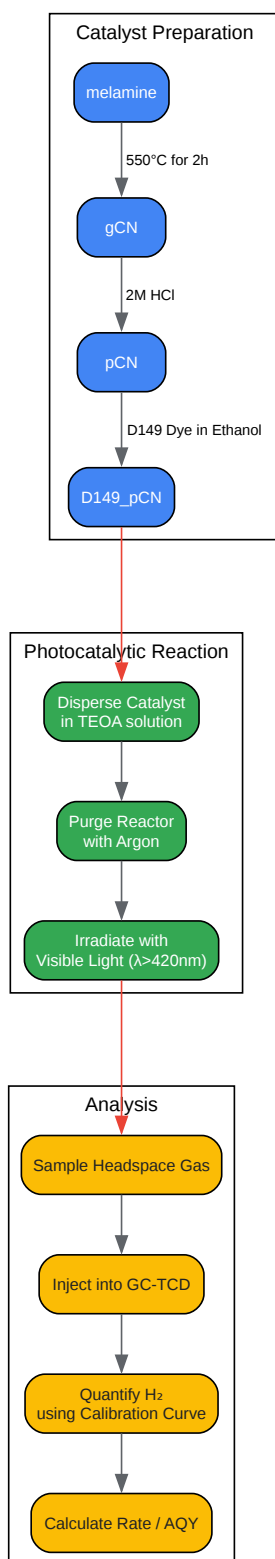 Catalyst Preparation
melamine
550°C for 2h
gCN
2M HCl
pCN
D149 Dye in Ethanol
D149_pCN
Photocatalytic Reaction
Disperse Catalyst
in TEOA solution
Purge Reactor
with Argon
Irradiate with
Visible Light (λ>420nm)
Analysis
Sample Headspace Gas
Inject into GC-TCD
Quantify H₂
using Calibration Curve
Calculate Rate / AQY